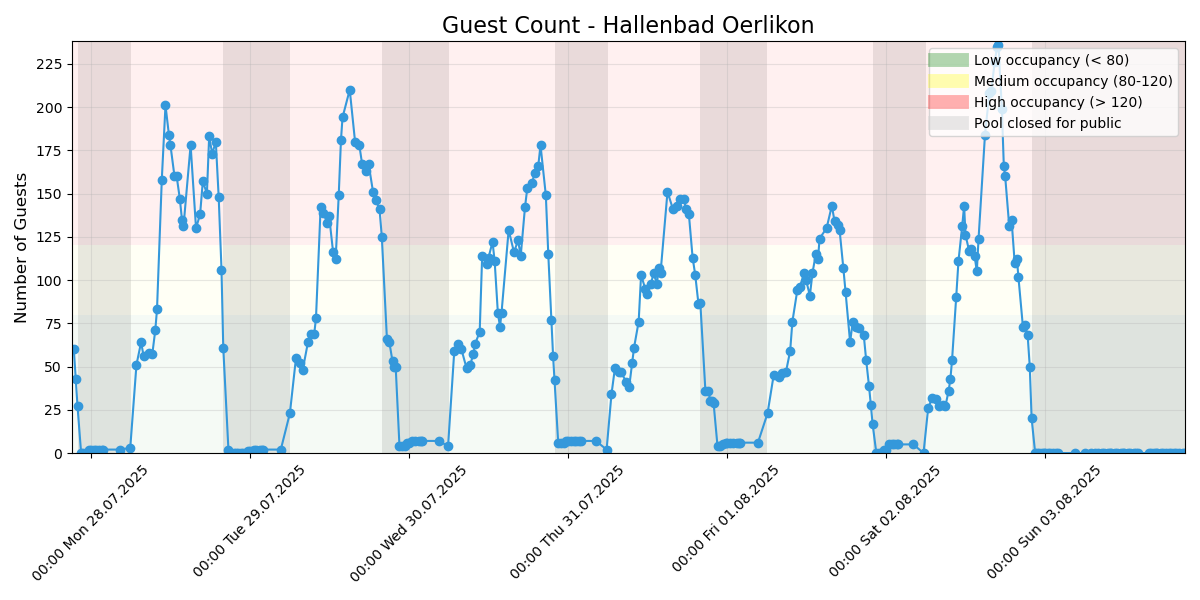 Guest Count - Hallenbad Oerlikon
Number of Guests
225
200
175
150
125
100
75
50
25
0
Low occupancy (< 80)
Medium occupancy (80-120)
High occupancy (> 120)
Pool closed for public
00:00 Mon 28.07.2025
00:00 Tue 29.07.2025
00:00 Wed 30.07.2025
00:00 Thu 31.07.2025
00:00 Fri 01.08.2025
00:00 Sat 02.08.2025
00:00 Sun 03.08.2025